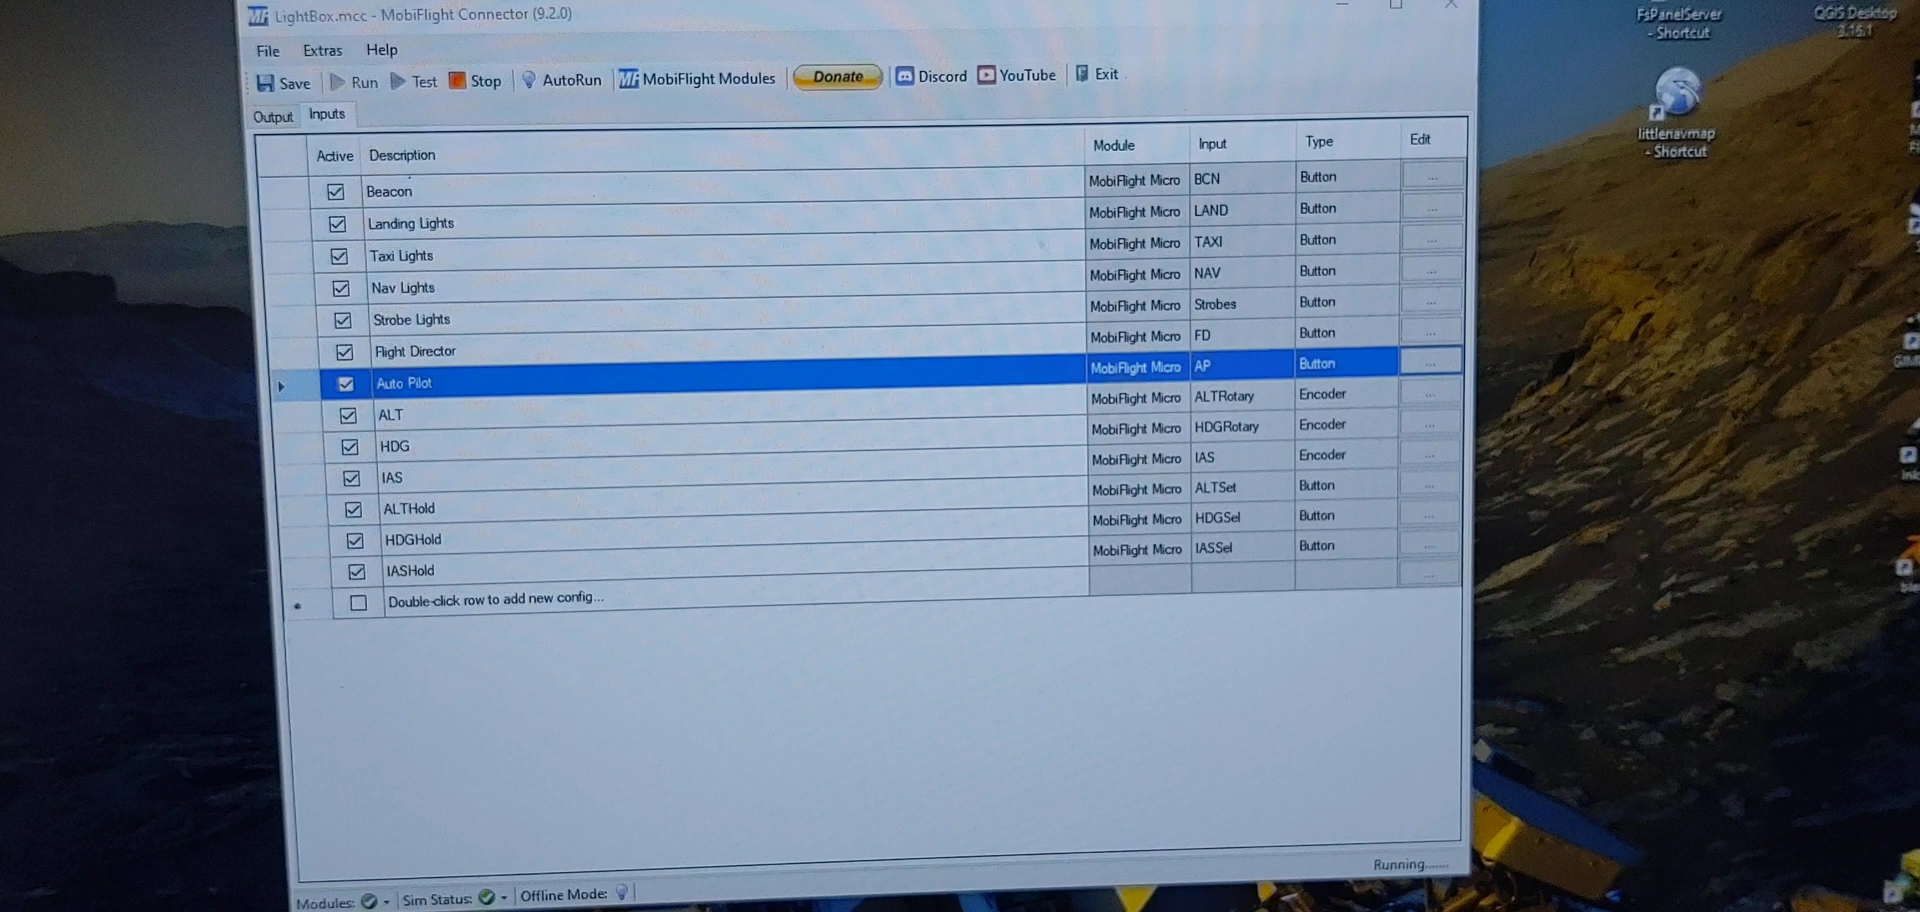 LightBox.mcc - MobiFlight Connector (9.2.0)
File Extras Help
Save Run Test Stop AutoRun MobiFlight Modules Donate Discord YouTube Exit
Output Inputs
Active Description Module Input Type Edit
Beacon MobiFlight Micro BCN Button ...
Landing Lights MobiFlight Micro LAND Button ...
Taxi Lights MobiFlight Micro TAXI Button ...
Nav Lights MobiFlight Micro NAV Button ...
Strobe Lights MobiFlight Micro Strobes Button ...
Flight Director MobiFlight Micro FD Button ...
Auto Pilot MobiFlight Micro AP Button ...
ALT MobiFlight Micro ALTRotary Encoder ...
HDG MobiFlight Micro HDGRotary Encoder ...
IAS MobiFlight Micro IAS Encoder ...
ALTHold MobiFlight Micro ALTSet Button ...
HDGHold MobiFlight Micro HDGSel Button ...
IASHold MobiFlight Micro IASSel Button ...
Double-click row to add new config... ...
Running......
Modules: Sim Status: Offline Mode:
FsPanelServer
- Shortcut
QGIS Desktop
3.16.1
littlenavmap
- Shortcut